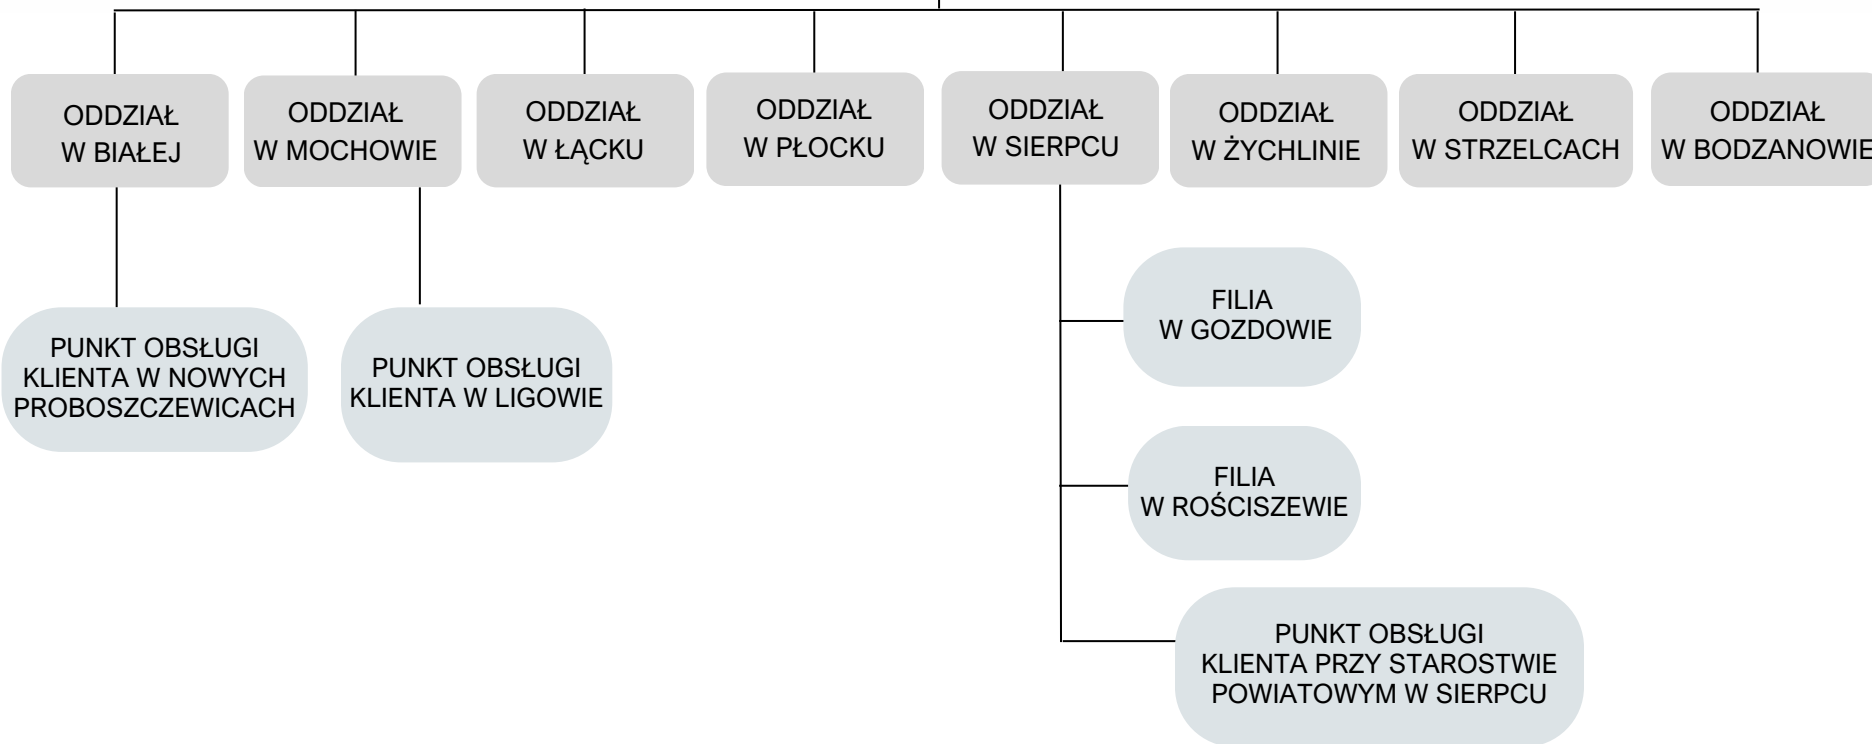 ODDZIAŁ
W BIAŁEJ
ODDZIAŁ
W MOCHOWIE
ODDZIAŁ
W ŁĄCKU
ODDZIAŁ
W PŁOCKU
ODDZIAŁ
W SIERPCU
ODDZIAŁ
W ŻYCHLINIE
ODDZIAŁ
W STRZELCACH
ODDZIAŁ
W BODZANOWIE
PUNKT OBSŁUGI
KLIENTA W NOWYCH
PROBOSZCZEWICACH
PUNKT OBSŁUGI
KLIENTA W LIGOWIE
FILIA
W GOZDOWIE
FILIA
W ROŚCISZEWIE
PUNKT OBSŁUGI
KLIENTA PRZY STAROSTWIE
POWIATOWYM W SIERPCU